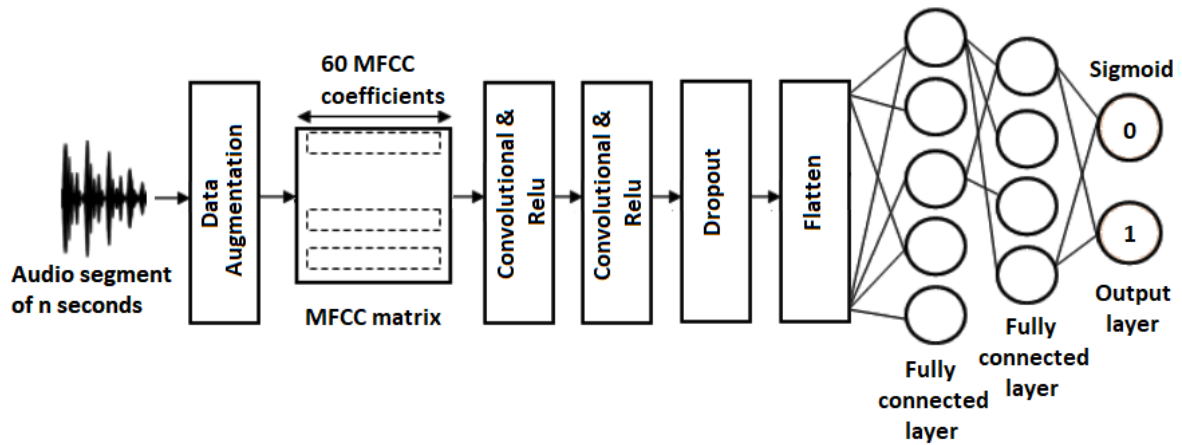 Audio segment
of n seconds
Data
Augmentation
60 MFCC
coefficients
MFCC matrix
Convolutional &
Relu
Convolutional &
Relu
Dropout
Flatten
Fully
connected
layer
Fully
connected
layer
Sigmoid
0
1
Output
layer